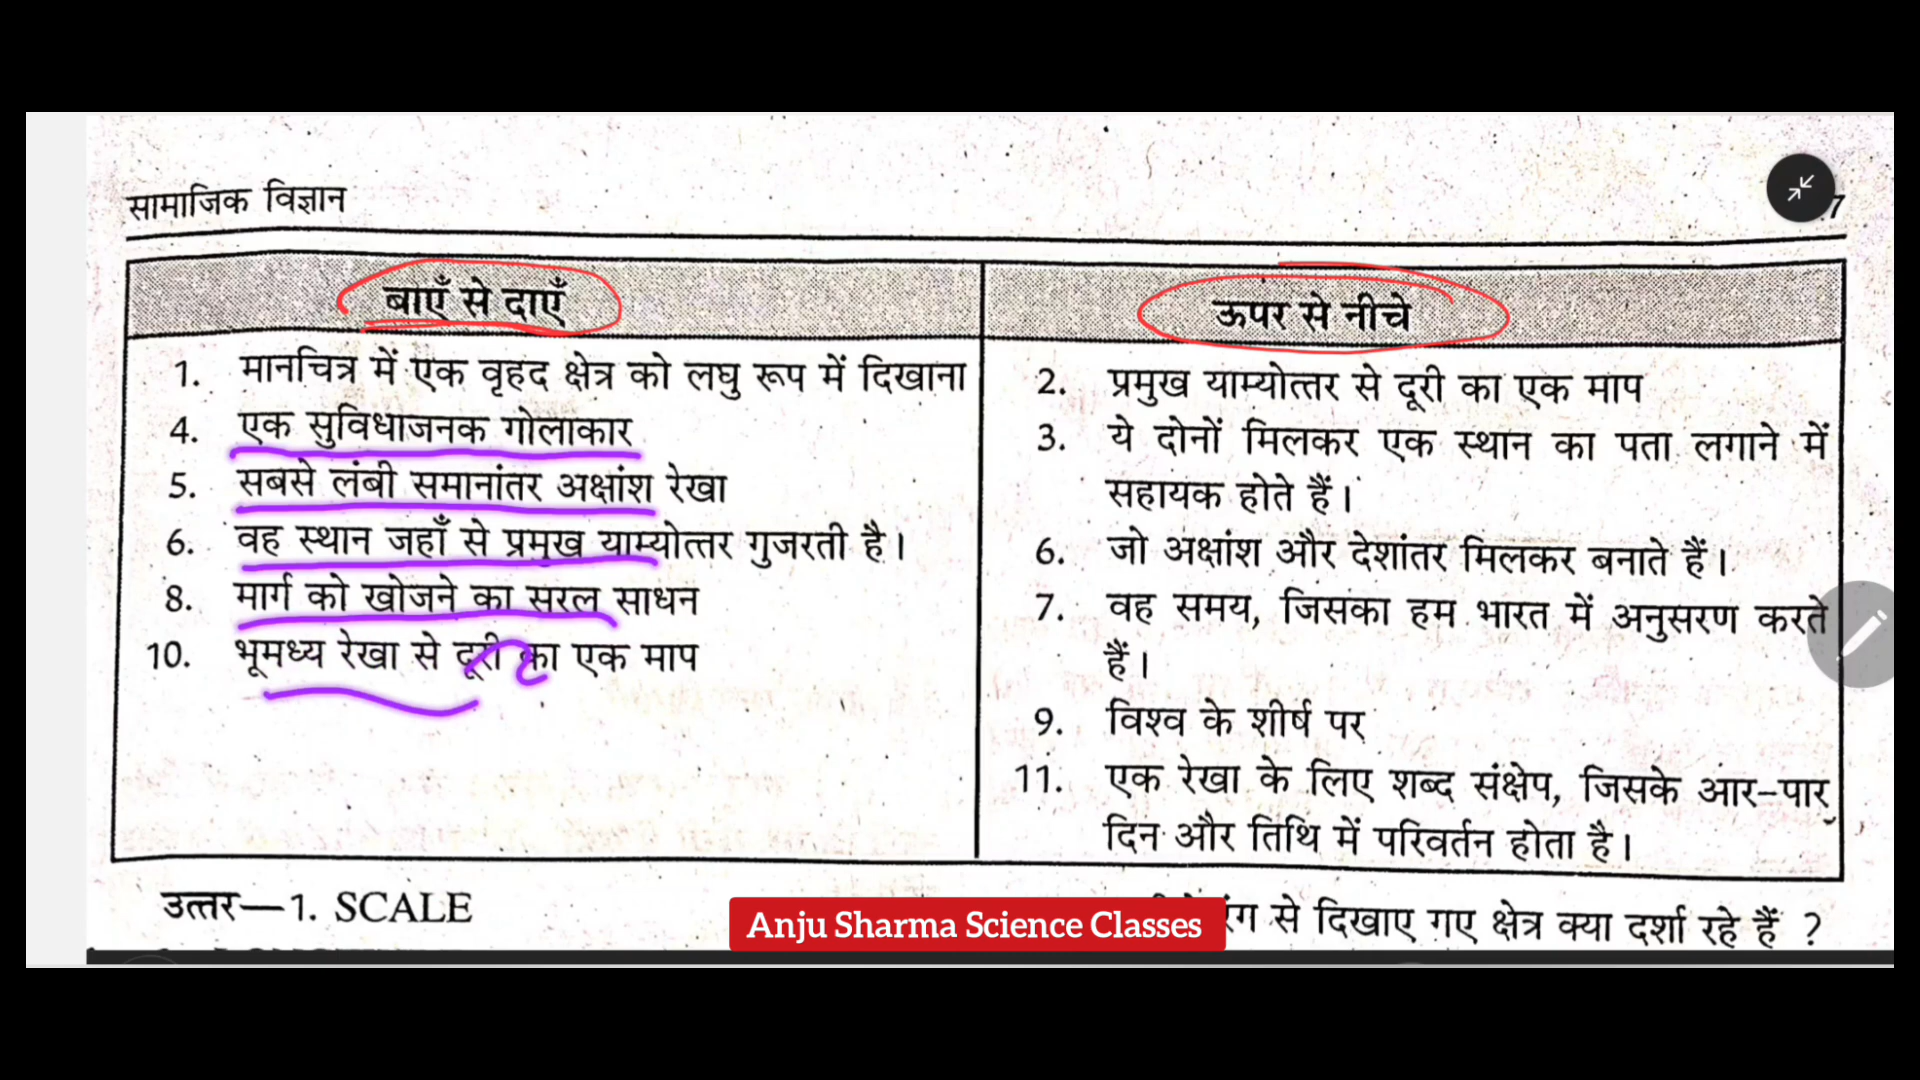 सामाजिक विज्ञान
7
बाएँ से दाएँ
1. मानचित्र में एक वृहद क्षेत्र को लघु रूप में दिखाना
4. एक सुविधाजनक गोलाकार
5. सबसे लंबी समानांतर अक्षांश रेखा
6. वह स्थान जहाँ से प्रमुख याम्योत्तर गुजरती है।
8. मार्ग को खोजने का सरल साधन
10. भूमध्य रेखा से दूरी का एक माप
ऊपर से नीचे
2. प्रमुख याम्योत्तर से दूरी का एक माप
3. ये दोनों मिलकर एक स्थान का पता लगाने में
सहायक होते हैं।
6. जो अक्षांश और देशांतर मिलकर बनाते हैं।
7. वह समय, जिसका हम भारत में अनुसरण करते
हैं।
9. विश्व के शीर्ष पर
11. एक रेखा के लिए शब्द संक्षेप, जिसके आर-पार
दिन और तिथि में परिवर्तन होता है।
उत्तर—1. SCALE
से दिखाए गए क्षेत्र क्या दर्शा रहे हैं ?
Anju Sharma Science Classes